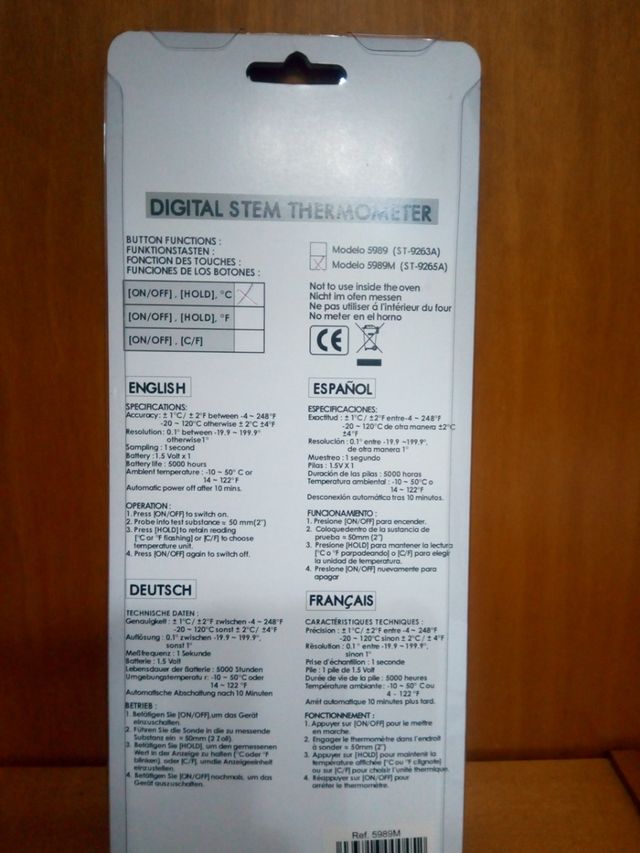 DIGITAL STEM THERMOMETER
BUTTON FUNCTIONS :
FUNKTIONSTASTEN :
FONCTION DES TOUCHES :
FUNCIONES DE LOS BOTONES :
[ON/OFF] , [HOLD], °C
[ON/OFF] , [HOLD], °F
[ON/OFF] , [C/F]
Modelo 5989 (ST-9263A)
Modelo 5989M (ST-9265A)
Not to use inside the oven
Nicht im ofen messen
Ne pas utiliser á l'intérieur du four
No meter en el horno
CE
ENGLISH
SPECIFICATIONS:
Accuracy: ± 1°C/ ± 2°F between -4 ~ 248°F
-20 ~ 120°C otherwise ± 2°C ±4°F
Resolution: 0.1° between -19.9 ~ 199.9°
otherwise 1°
Sampling : 1 second
Battery : 1.5 Volt x 1
Battery life : 5000 hours
Ambient temperature : -10 ~ 50° C or
14 ~ 122°F
Automatic power off after 10 mins.
OPERATION :
1. Press [ON/OFF] to switch on.
2. Probe into test substance ≈ 50 mm(2")
3. Press [HOLD] to retain reading
[°C or °F flashing] or [C/F] to choose
temperature unit.
4. Press [ON/OFF] again to switch off.
ESPAÑOL
ESPECIFICACIONES:
Exactitud : ± 1°C/ ±2°F entre -4 ~ 248°F
-20 ~ 120°C de otra manera ±2°C
±4°F
Resolución : 0.1° entre -19.9 ~199.9°,
de otra manera 1°
Muestreo : 1 segundo
Pilas : 1.5V X 1
Duración de las pilas : 5000 horas
Temperatura ambiental : -10 ~ 50°C o
14 ~ 122°F
Desconexión automática tras 10 minutos.
FUNCIONAMIENTO :
1. Presione [ON/OFF] para encender.
2. Coloquedentro de la sustancia de
prueba ≈ 50mm (2")
3. Presione [HOLD] para mantener la lectura
[°C o °F parpadeando] o [C/F] para elegir
la unidad de temperatura.
4. Presione [ON/OFF] nuevamente para
apagar
DEUTSCH
TECHNISCHE DATEN :
Genauigkeit : ± 1°C/ ±2°F zwischen -4 ~ 248°F
-20 ~ 120°C sonst ± 2°C/ ±4°F
Auflösung : 0.1° zwischen -19.9 ~ 199.9°,
sonst 1°
Meßfrequenz : 1 Sekunde
Batterie : 1.5 Volt
Lebensdauer der Batterie : 5000 Stunden
Umgebungstemperatur: -10 ~ 50°C oder
14 ~ 122 °F
Automatische Abschaltung nach 10 Minuten
BETRIEB :
1. Betätigen Sie [ON/OFF],um das Gerät
einzuschalten.
2. Führen Sie die Sonde in die zu messende
Substanz ein ≈ 50mm (2 Zoll).
3. Betätigen Sie [HOLD], um den gemessenen
Wert in der Anzeige zu halten (°C oder °F
blinken), oder [C/F], umdie Anzeigeeinheit
einzustellen.
4. Betätigen Sie [ON/OFF] nochmals, um das
Gerät auszuschalten.
FRANÇAIS
CARACTÉRISTIQUES TECHNIQUES :
Précision : ± 1°C/ ±2°F entre -4 ~ 248°F
-20 ~ 120°C sinon ± 2°C / ± 4°F
Résolution : 0.1° entre -19.9 ~ 199.9°,
sinon 1°
Prise d'échantillon : 1 seconde
Pile : 1 pile de 1.5 Volt
Durée de vie de la pile : 5000 heures
Température ambiante : -10 ~ 50°C ou
4 - 122°F
Arrêt automatique 10 minutes plus tard.
FONCTIONNEMENT :
1. Appuyer sur [ON/OFF] pour le mettre
en marche.
2. Engager le thermomètre dans l'endroit
à sonder ≈ 50mm (2")
3. Appuyer sur [HOLD] pour maintenir la
température affichée [°C ou °F clignote]
ou sur [C/F] pour choisir l'unité thermique.
4. Réappuyer sur [ON/OFF] pour
arrêter le thermomètre.
Ref. 5989M